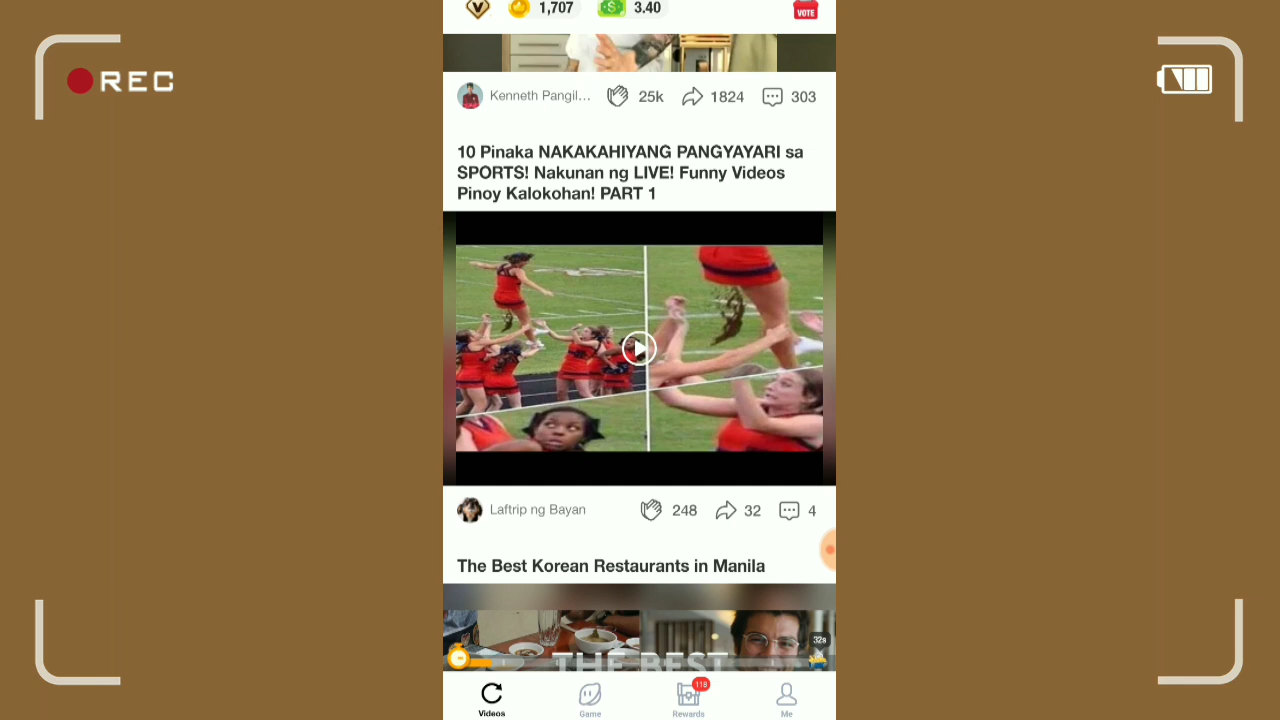 1,707
3.40
VOTE
REC
Kenneth Pangil... 25k 1824 303
10 Pinaka NAKAKAHIYANG PANGYAYARI sa
SPORTS! Nakunan ng LIVE! Funny Videos
Pinoy Kalokohan! PART 1
Laftrip ng Bayan 248 32 4
The Best Korean Restaurants in Manila
32s
THE BEST
118
Videos Game Rewards Me